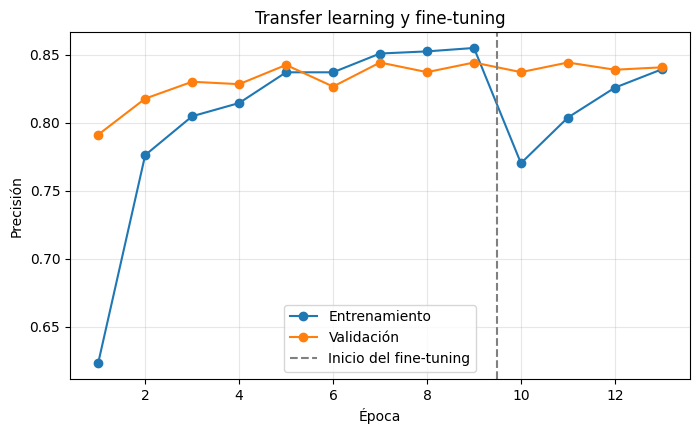 Transfer learning y fine-tuning
Precisión
0.85
0.80
0.75
0.70
0.65
Entrenamiento
Validación
Inicio del fine-tuning
2 4 6 8 10 12
Época